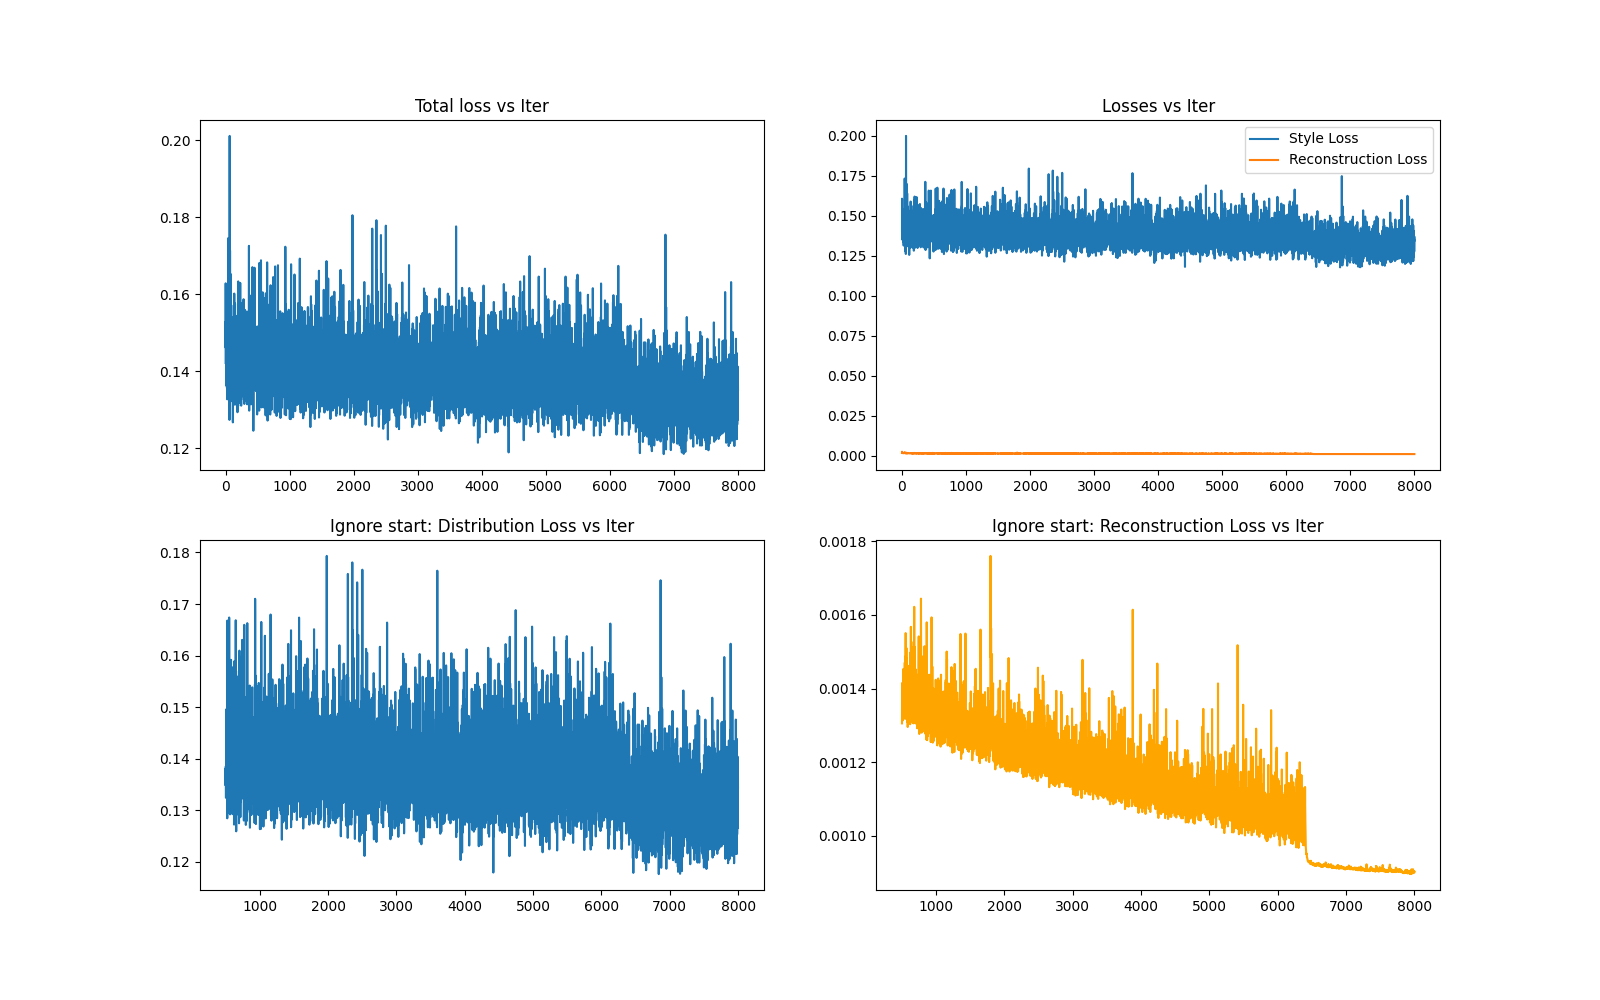 Total loss vs Iter
0.20
0.18
0.16
0.14
0.12
0 1000 2000 3000 4000 5000 6000 7000 8000
Losses vs Iter
Style Loss
Reconstruction Loss
0.200
0.175
0.150
0.125
0.100
0.075
0.050
0.025
0.000
0 1000 2000 3000 4000 5000 6000 7000 8000
Ignore start: Distribution Loss vs Iter
0.18
0.17
0.16
0.15
0.14
0.13
0.12
1000 2000 3000 4000 5000 6000 7000 8000
Ignore start: Reconstruction Loss vs Iter
0.0018
0.0016
0.0014
0.0012
0.0010
1000 2000 3000 4000 5000 6000 7000 8000